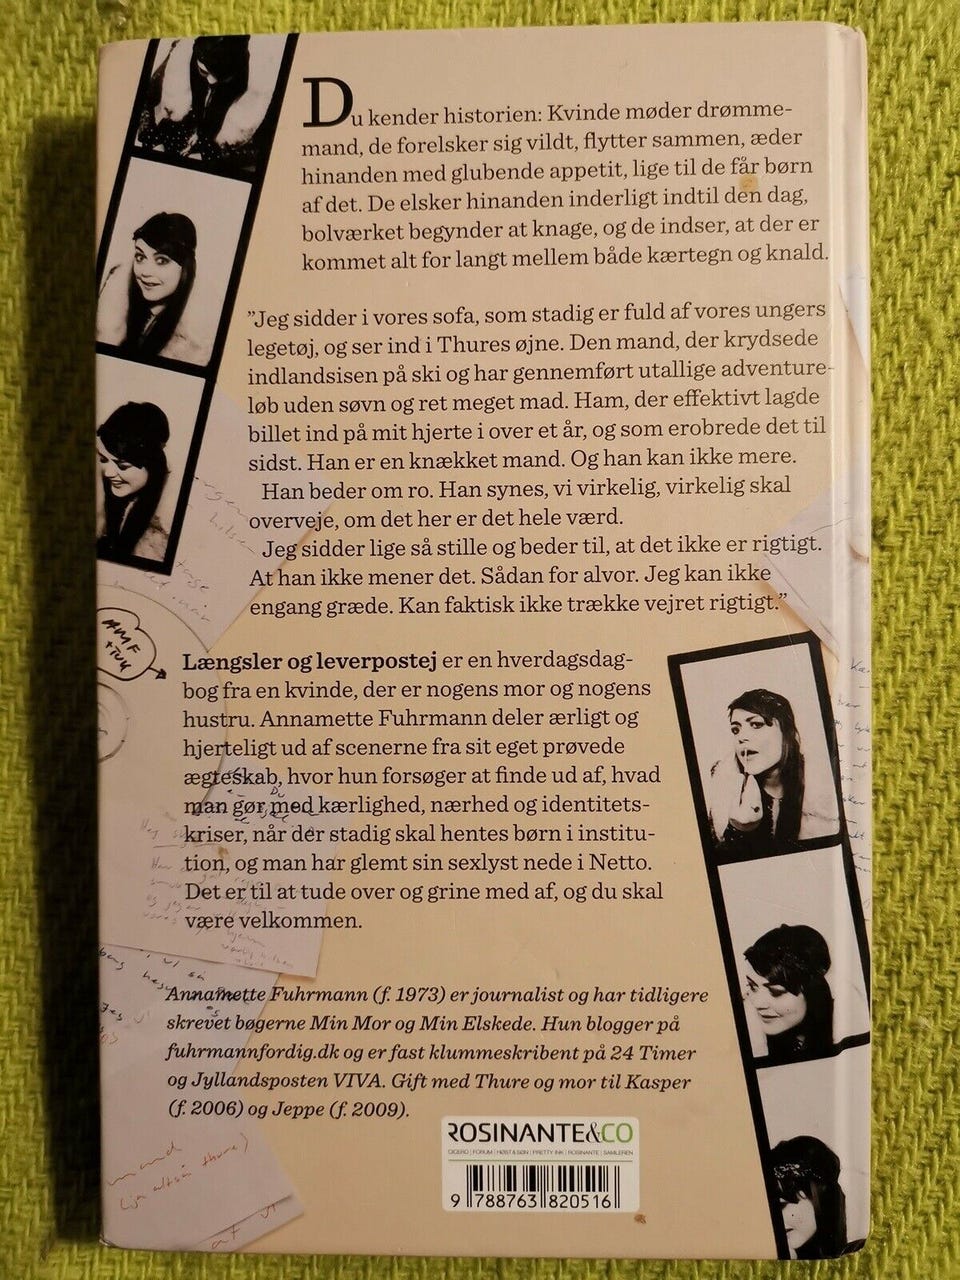 Du kender historien: Kvinde møder drømme-
mand, de forelsker sig vildt, flytter sammen, æder
hinanden med glubende appetit, lige til de får børn
af det. De elsker hinanden inderligt indtil den dag,
bolværket begynder at knage, og de indser, at der er
kommet alt for langt mellem både kærtegn og knald.
”Jeg sidder i vores sofa, som stadig er fuld af vores ungers
legetøj, og ser ind i Thures øjne. Den mand, der krydsede
indlandsisen på ski og har gennemført utallige adventure-
løb uden søvn og ret meget mad. Ham, der effektivt lagde
billet ind på mit hjerte i over et år, og som erobrede det til
sidst. Han er en knækket mand. Og han kan ikke mere.
Han beder om ro. Han synes, vi virkelig, virkelig skal
overveje, om det her er det hele værd.
Jeg sidder lige så stille og beder til, at det ikke er rigtigt.
At han ikke mener det. Sådan for alvor. Jeg kan ikke
engang græde. Kan faktisk ikke trække vejret rigtigt.”
AMF
Længsler og leverpostej er en hverdagsdag-
bog fra en kvinde, der er nogens mor og nogens
hustru. Annamette Fuhrmann deler ærligt og
hjerteligt ud af scenerne fra sit eget prøvede
ægteskab, hvor hun forsøger at finde ud af, hvad
man gør med kærlighed, nærhed og identitets-
kriser, når der stadig skal hentes børn i institu-
tion, og man har glemt sin sexlyst nede i Netto.
Det er til at tude over og grine med af, og du skal
være velkommen.
Annamette Fuhrmann (f. 1973) er journalist og har tidligere
skrevet bøgerne Min Mor og Min Elskede. Hun blogger på
fuhrmannfordig.dk og er fast klummeskribent på 24 Timer
og Jyllandsposten VIVA. Gift med Thure og mor til Kasper
(f. 2006) og Jeppe (f. 2009).
ROSINANTE&CO
CICERO | FORUM | HØST & SØN | PRETTY INK | ROSINANTE | SAMLEREN
9 788763 820516